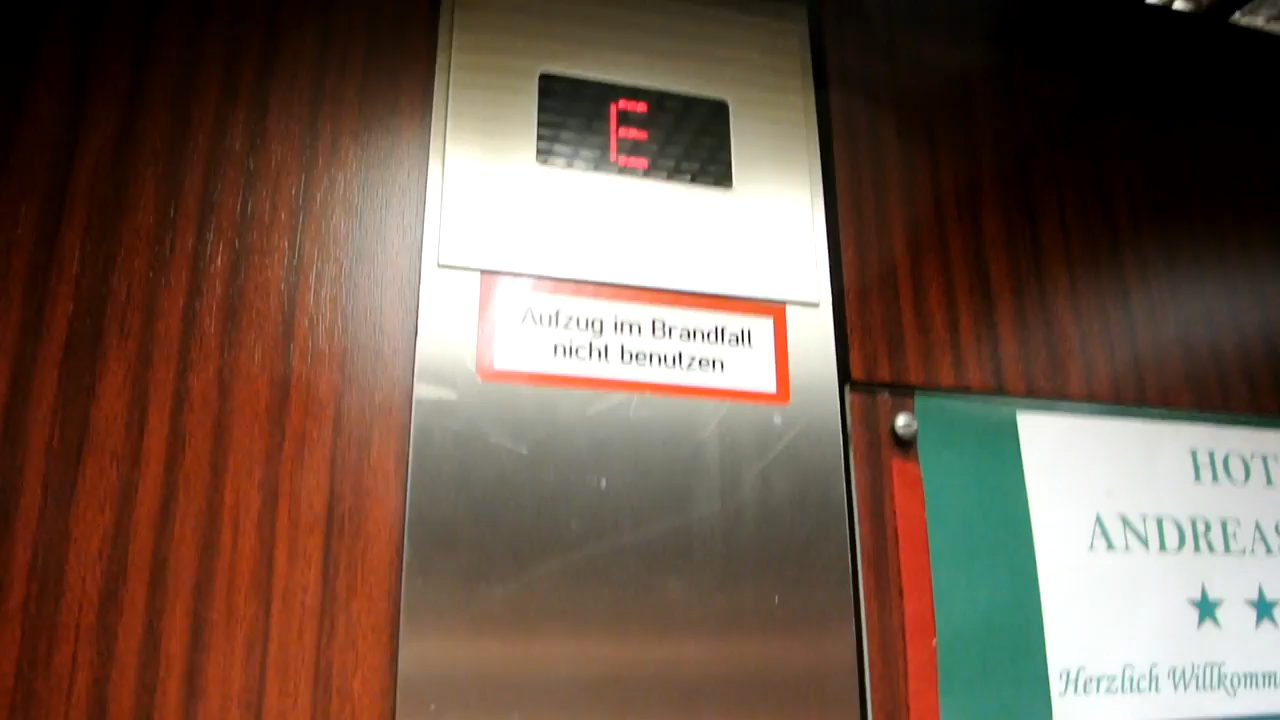 E
Aufzug im Brandfall
nicht benutzen
HOT
ANDREAS
Herzlich Willkomm